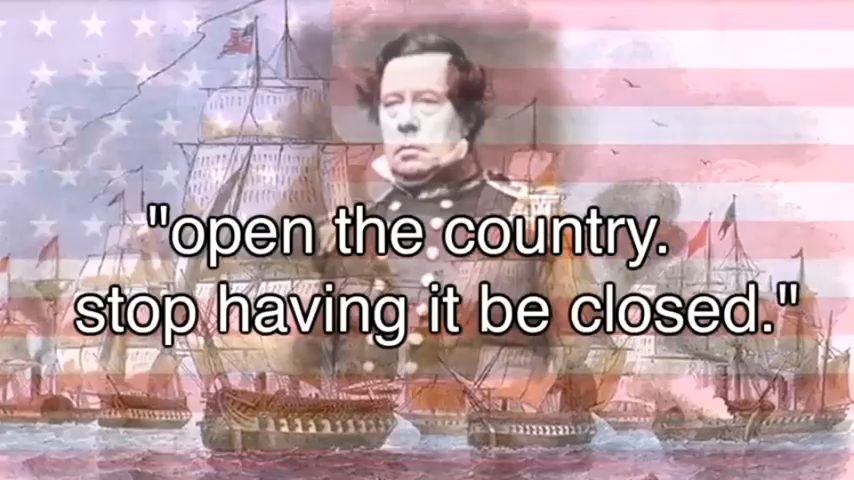 "open the country.
stop having it be closed."